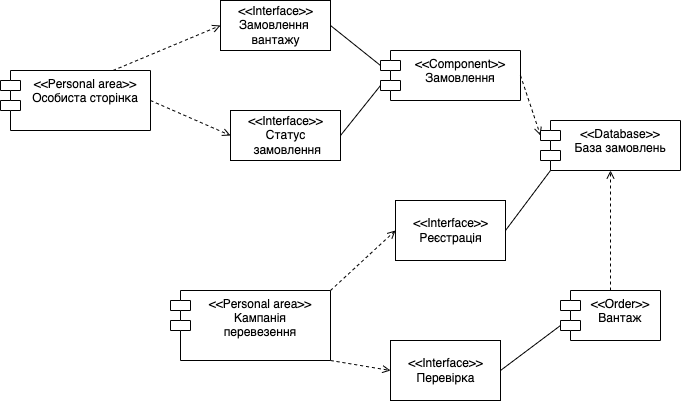 <<Interface>>
Замовлення
вантажу
<<Component>>
Замовлення
<<Personal area>>
Особиста сторінка
<<Interface>>
Статус
замовлення
<<Database>>
База замовлень
<<Interface>>
Реєстрація
<<Personal area>>
Кампанія
перевезення
<<Order>>
Вантаж
<<Interface>>
Перевірка